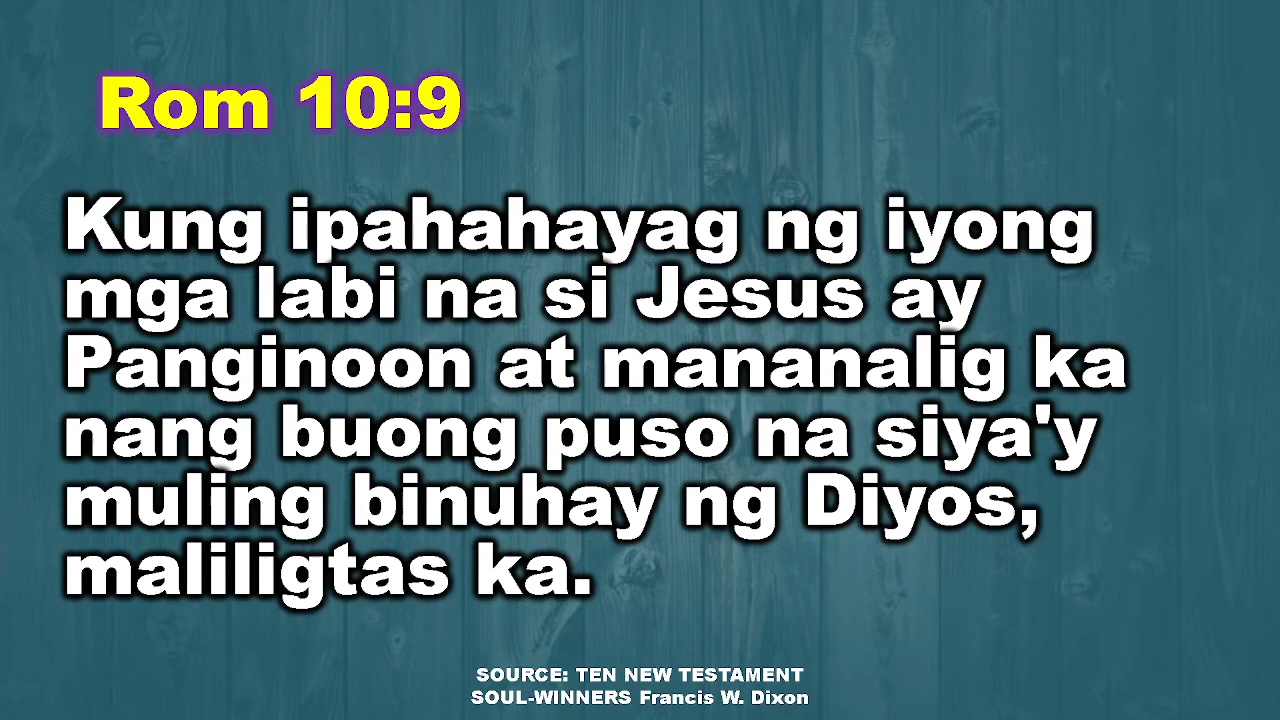 Rom 10:9
Kung ipahahayag ng iyong
mga labi na si Jesus ay
Panginoon at mananalig ka
nang buong puso na siya'y
muling binuhay ng Diyos,
maliligtas ka.
SOURCE: TEN NEW TESTAMENT
SOUL-WINNERS Francis W. Dixon